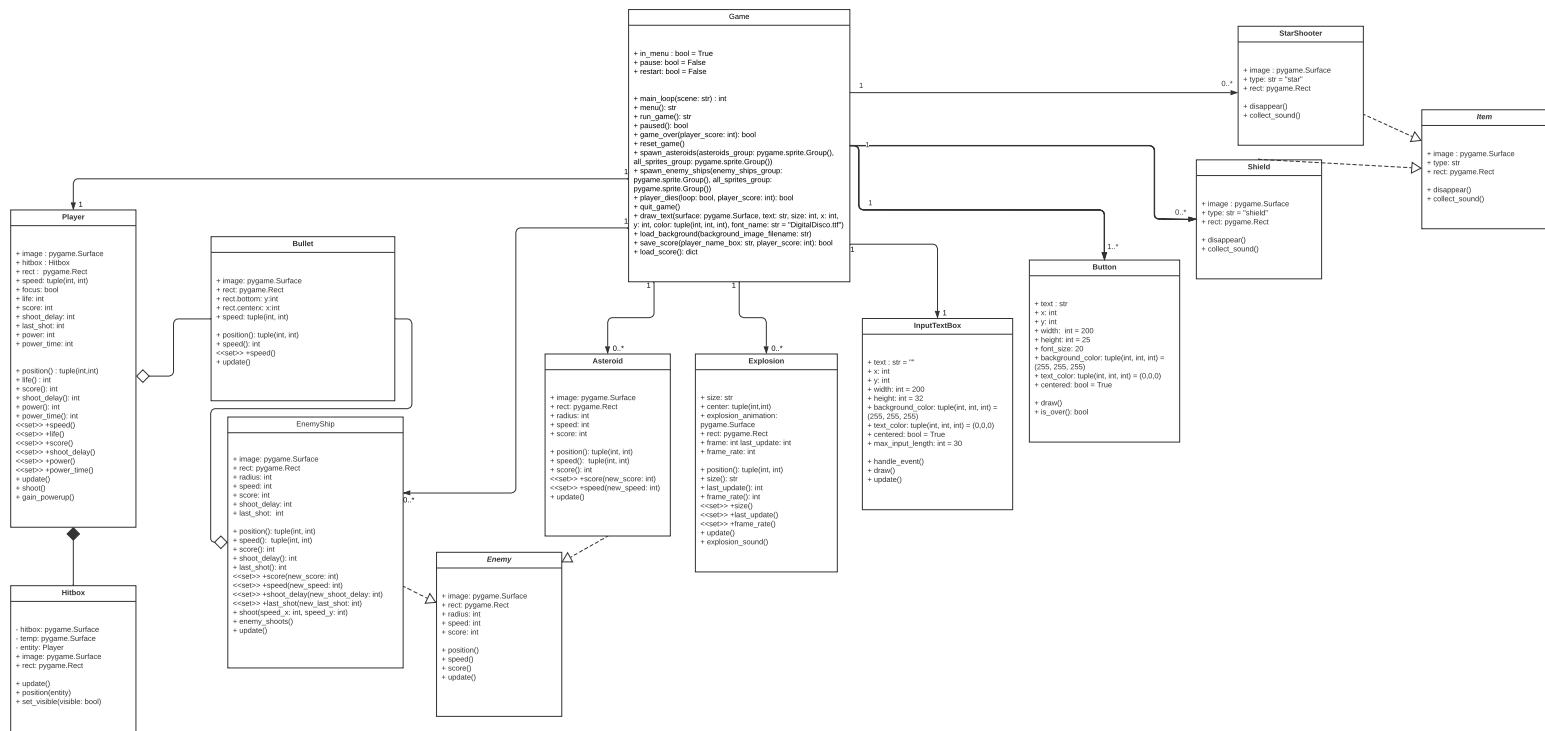 Game
+ in_menu : bool = True
+ pause: bool = False
+ restart: bool = False
+ main_loop(scene: str) : int
+ menu(): str
+ run_game(): str
+ paused(): bool
+ game_over(player_score: int): bool
+ reset_game()
+ spawn_asteroids(asteroids_group: pygame.sprite.Group(),
all_sprites_group: pygame.sprite.Group())
+ spawn_enemy_ships(enemy_ships_group:
pygame.sprite.Group(), all_sprites_group:
pygame.sprite.Group())
+ player_dies(loop: bool, player_score: int): bool
+ quit_game()
+ draw_text(surface: pygame.Surface, text: str, size: int, x: int,
y: int, color: tuple(int, int, int), font_name: str = "DigitalDisco.ttf")
+ load_background(background_image_filename: str)
+ save_score(player_name_box: str, player_score: int): bool
+ load_score(): dict
1
0..*
1
1
1
0..*
1
1..*
1
1
1
0..*
1
0..*
1
0..*
StarShooter
+ image : pygame.Surface
+ type: str = "star"
+ rect: pygame.Rect
+ disappear()
+ collect_sound()
Item
+ image : pygame.Surface
+ type: str
+ rect: pygame.Rect
+ disappear()
+ collect_sound()
Shield
+ image : pygame.Surface
+ type: str = "shield"
+ rect: pygame.Rect
+ disappear()
+ collect_sound()
Player
+ image : pygame.Surface
+ hitbox : Hitbox
+ rect :  pygame.Rect
+ speed: tuple(int, int)
+ focus: bool
+ life: int
+ score: int
+ shoot_delay: int
+ last_shot: int
+ power: int
+ power_time: int
+ position() : tuple(int,int)
+ life() : int
+ score(): int
+ shoot_delay(): int
+ power(): int
+ power_time(): int
<<set>> +speed()
<<set>> +life()
<<set>> +score()
<<set>> +shoot_delay()
<<set>> +power()
<<set>> +power_time()
+ update()
+ shoot()
+ gain_powerup()
Bullet
+ image: pygame.Surface
+ rect: pygame.Rect
+ rect.bottom: y:int
+ rect.centerx: x:int
+ speed: tuple(int, int)
+ position(): tuple(int, int)
+ speed(): int
<<set>> +speed()
+ update()
Button
+ text : str
+ x: int
+ y: int
+ width:  int = 200
+ height: int = 25
+ font_size: 20
+ background_color: tuple(int, int, int) =
(255, 255, 255)
+ text_color: tuple(int, int, int) = (0,0,0)
+ centered: bool = True
+ draw()
+ is_over(): bool
InputTextBox
+ text : str = ""
+ x: int
+ y: int
+ width: int = 200
+ height: int = 32
+ background_color: tuple(int, int, int) =
(255, 255, 255)
+ text_color: tuple(int, int, int) = (0,0,0)
+ centered: bool = True
+ max_input_length: int = 30
+ handle_event()
+ draw()
+ update()
Asteroid
+ image: pygame.Surface
+ rect: pygame.Rect
+ radius: int
+ speed: int
+ score: int
+ position(): tuple(int, int)
+ speed():  tuple(int, int)
+ score(): int
<<set>> +score(new_score: int)
<<set>> +speed(new_speed: int)
+ update()
Explosion
+ size: str
+ center: tuple(int,int)
+ explosion_animation:
pygame.Surface
+ rect: pygame.Rect
+ frame: int last_update: int
+ frame_rate: int
+ position(): tuple(int, int)
+ size(): str
+ last_update(): int
+ frame_rate(): int
<<set>> +size()
<<set>> +last_update()
<<set>> +frame_rate()
+ update()
+ explosion_sound()
EnemyShip
+ image: pygame.Surface
+ rect: pygame.Rect
+ radius: int
+ speed: int
+ score: int
+ shoot_delay: int
+ last_shot:  int
+ position(): tuple(int, int)
+ speed():  tuple(int, int)
+ score(): int
+ shoot_delay(): int
+ last_shot(): int
<<set>> +score(new_score: int)
<<set>> +speed(new_speed: int)
<<set>> +shoot_delay(new_shoot_delay: int)
<<set>> +last_shot(new_last_shot: int)
+ shoot(speed_x: int, speed_y: int)
+ enemy_shoots()
+ update()
Enemy
+ image: pygame.Surface
+ rect: pygame.Rect
+ radius: int
+ speed: int
+ score: int
+ position()
+ speed()
+ score()
+ update()
Hitbox
- hitbox: pygame.Surface
- temp: pygame.Surface
- entity: Player
+ image: pygame.Surface
+ rect: pygame.Rect
+ update()
+ position(entity)
+ set_visible(visible: bool)